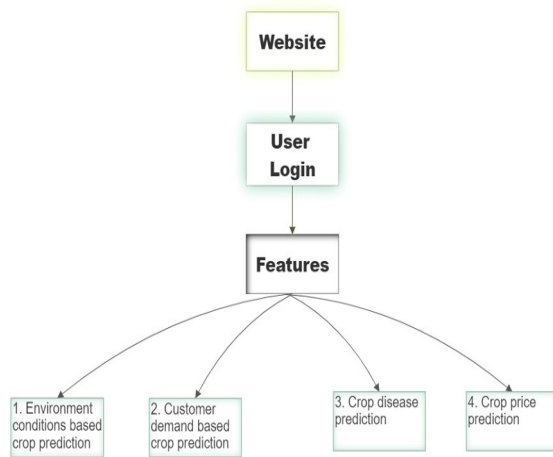 Website
User
Login
Features
1. Environment
conditions based
crop prediction
2. Customer
demand based
crop prediction
3. Crop disease
prediction
4. Crop price
prediction